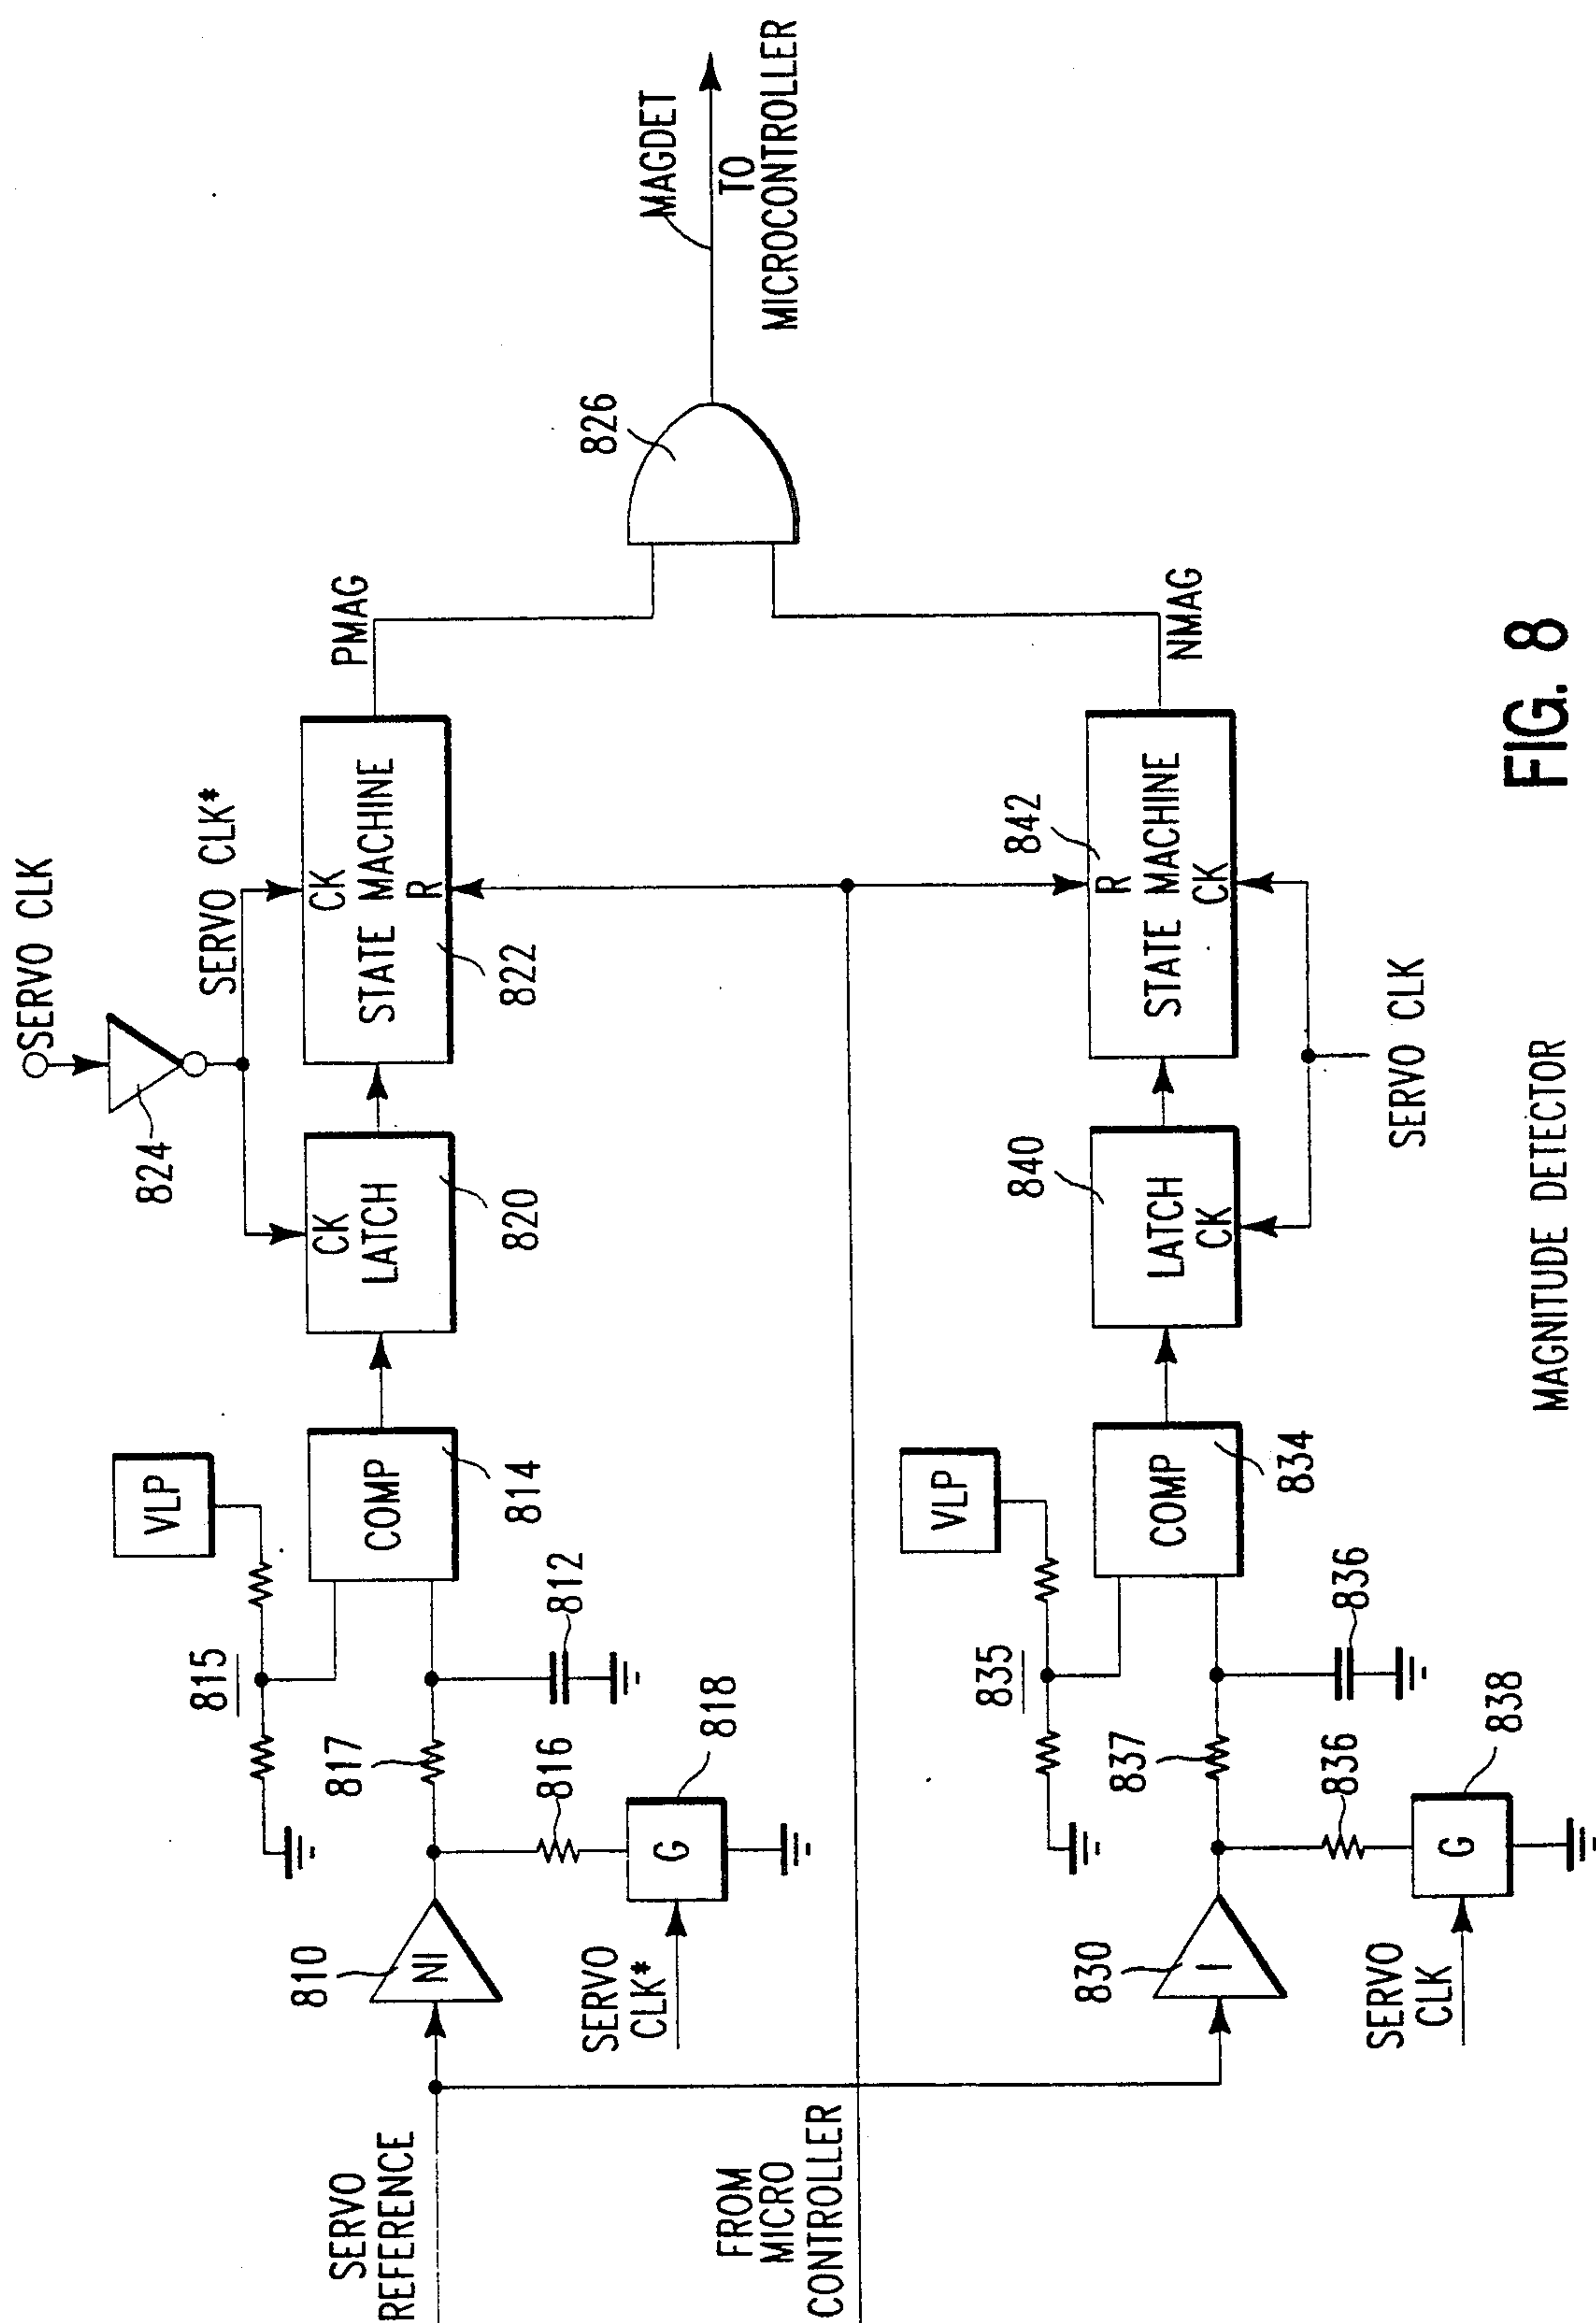 SERVO
REFERENCE
FROM
MICRO
CONTROLLER
810
NI
SERVO
CLK*
817
816
G
818
815
VLP
812
COMP
814
SERVO CLK
824
SERVO CLK*
CK
LATCH
820
CK
STATE MACHINE
R
822
PMAG
826
MAGDET
TO
MICROCONTROLLER
830
I
SERVO
CLK
837
836
G
838
835
VLP
836
COMP
834
840
LATCH
CK
842
R
STATE MACHINE
CK
SERVO CLK
NMAG
MAGNITUDE DETECTOR
FIG. 8